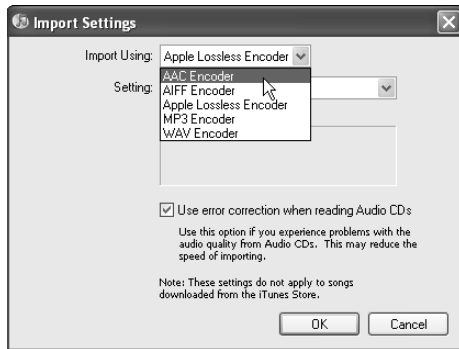 Import Settings
Import Using: Apple Lossless Encoder
AAC Encoder
Setting:
AIFF Encoder
Apple Lossless Encoder
MP3 Encoder
WAV Encoder
Use error correction when reading Audio CDs
Use this option if you experience problems with the
audio quality from Audio CDs. This may reduce the
speed of importing.
Note: These settings do not apply to songs
downloaded from the iTunes Store.
OK Cancel